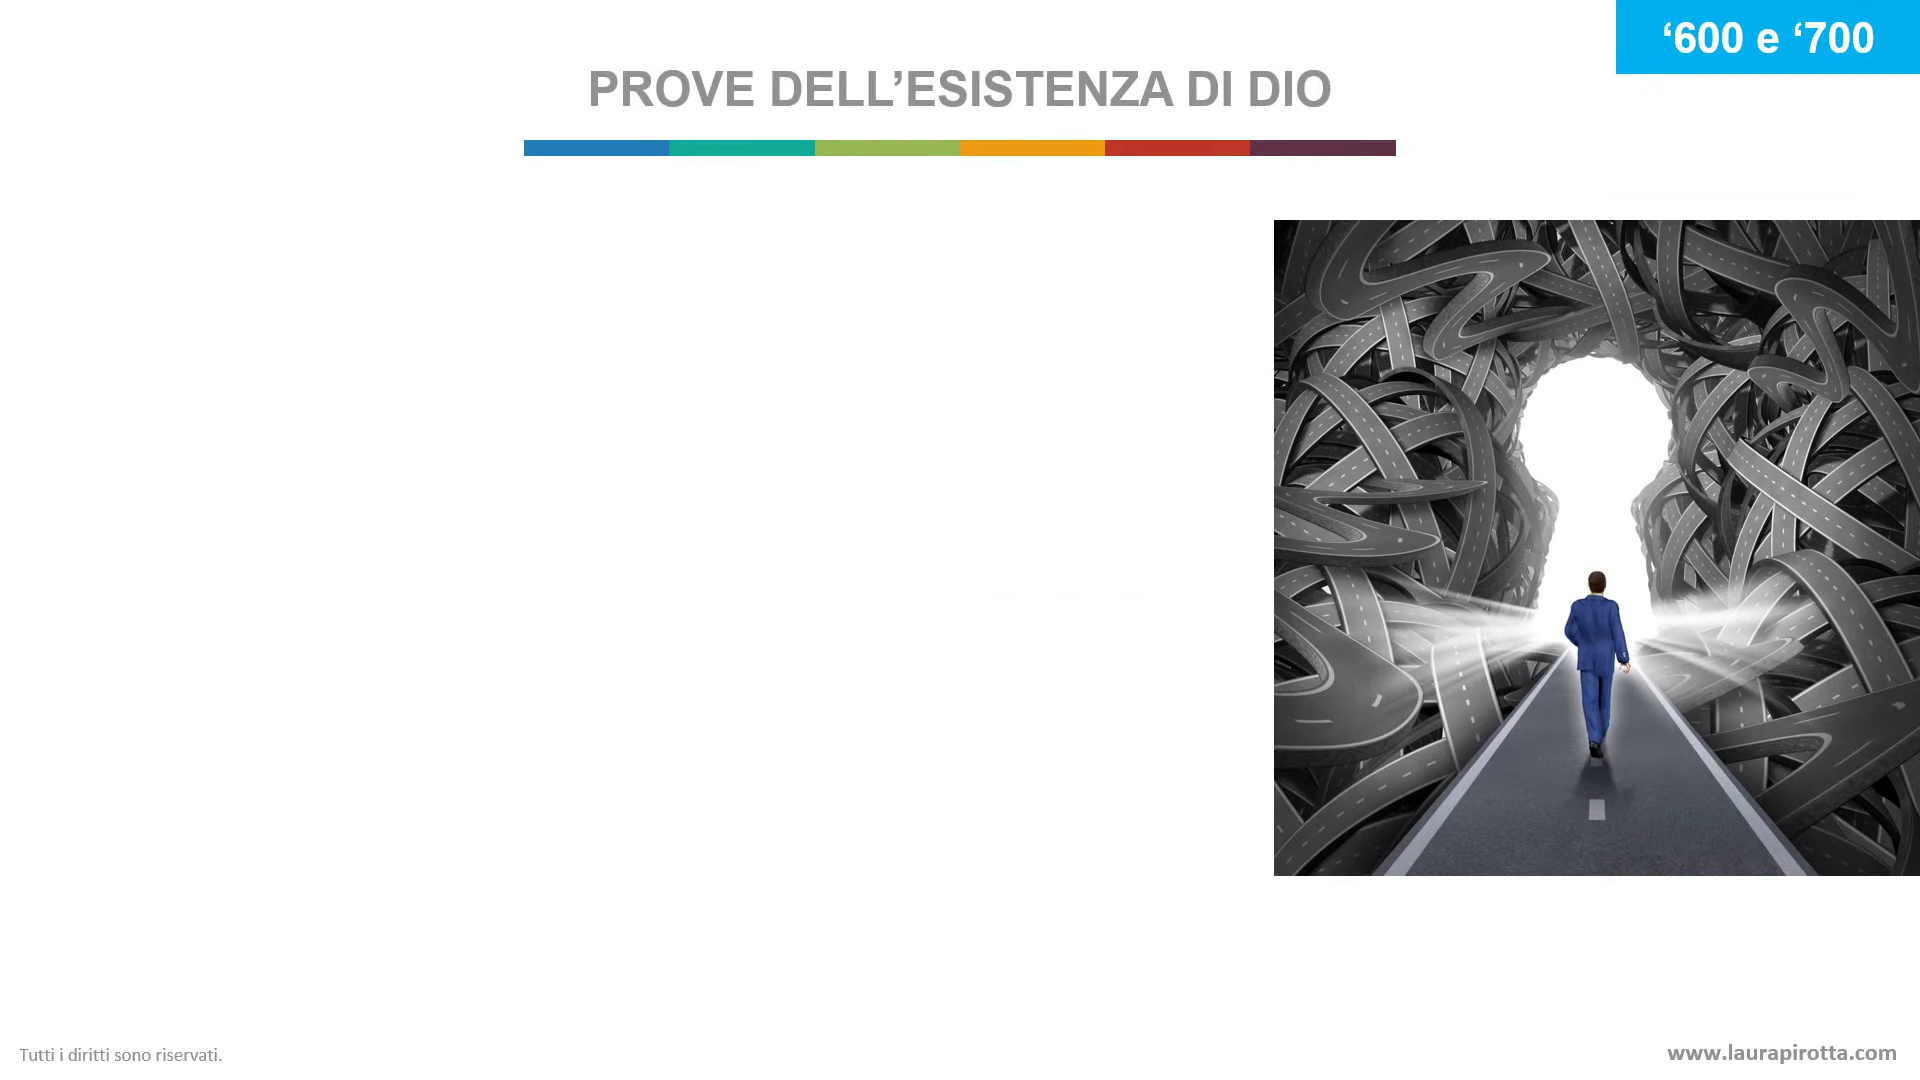 ‘600 e ‘700
PROVE DELL’ESISTENZA DI DIO
Tutti i diritti sono riservati.
www.laurapirotta.com